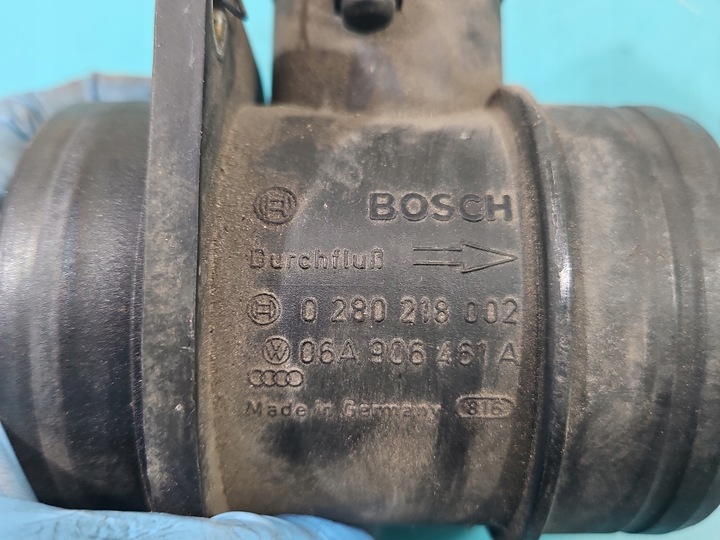 BOSCH
Durchfluß
0 280 218 002
06A 906 461 A
Made in Germany 816